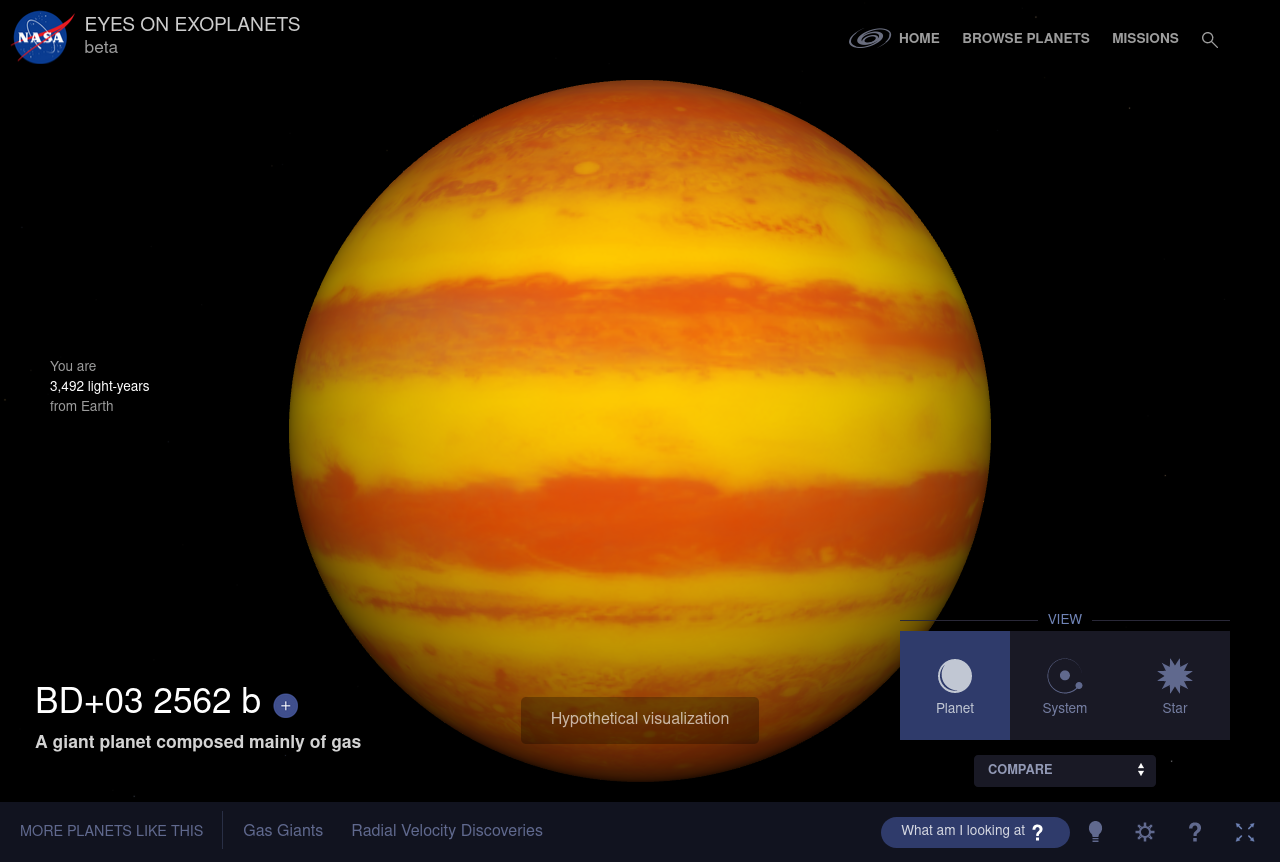 NASA
EYES ON EXOPLANETS
beta
HOME
BROWSE PLANETS
MISSIONS
You are
3,492 light-years
from Earth
VIEW
Planet
System
Star
COMPARE
BD+03 2562 b +
A giant planet composed mainly of gas
Hypothetical visualization
MORE PLANETS LIKE THIS
Gas Giants
Radial Velocity Discoveries
What am I looking at ?
?